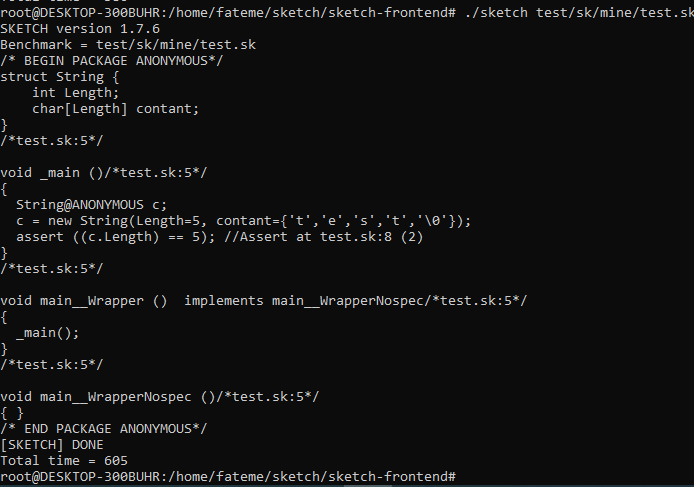 root@DESKTOP-300BUHR:/home/fateme/sketch/sketch-frontend# ./sketch test/sk/mine/test.sk
SKETCH version 1.7.6
Benchmark = test/sk/mine/test.sk
/* BEGIN PACKAGE ANONYMOUS*/
struct String {
    int Length;
    char[Length] contant;
}
/*test.sk:5*/

void _main ()/*test.sk:5*/
{
  String@ANONYMOUS c;
  c = new String(Length=5, contant={'t','e','s','t','\0'});
  assert ((c.Length) == 5); //Assert at test.sk:8 (2)
}
/*test.sk:5*/

void main__Wrapper ()  implements main__WrapperNospec/*test.sk:5*/
{
  _main();
}
/*test.sk:5*/

void main__WrapperNospec ()/*test.sk:5*/
{ }
/* END PACKAGE ANONYMOUS*/
[SKETCH] DONE
Total time = 605
root@DESKTOP-300BUHR:/home/fateme/sketch/sketch-frontend#